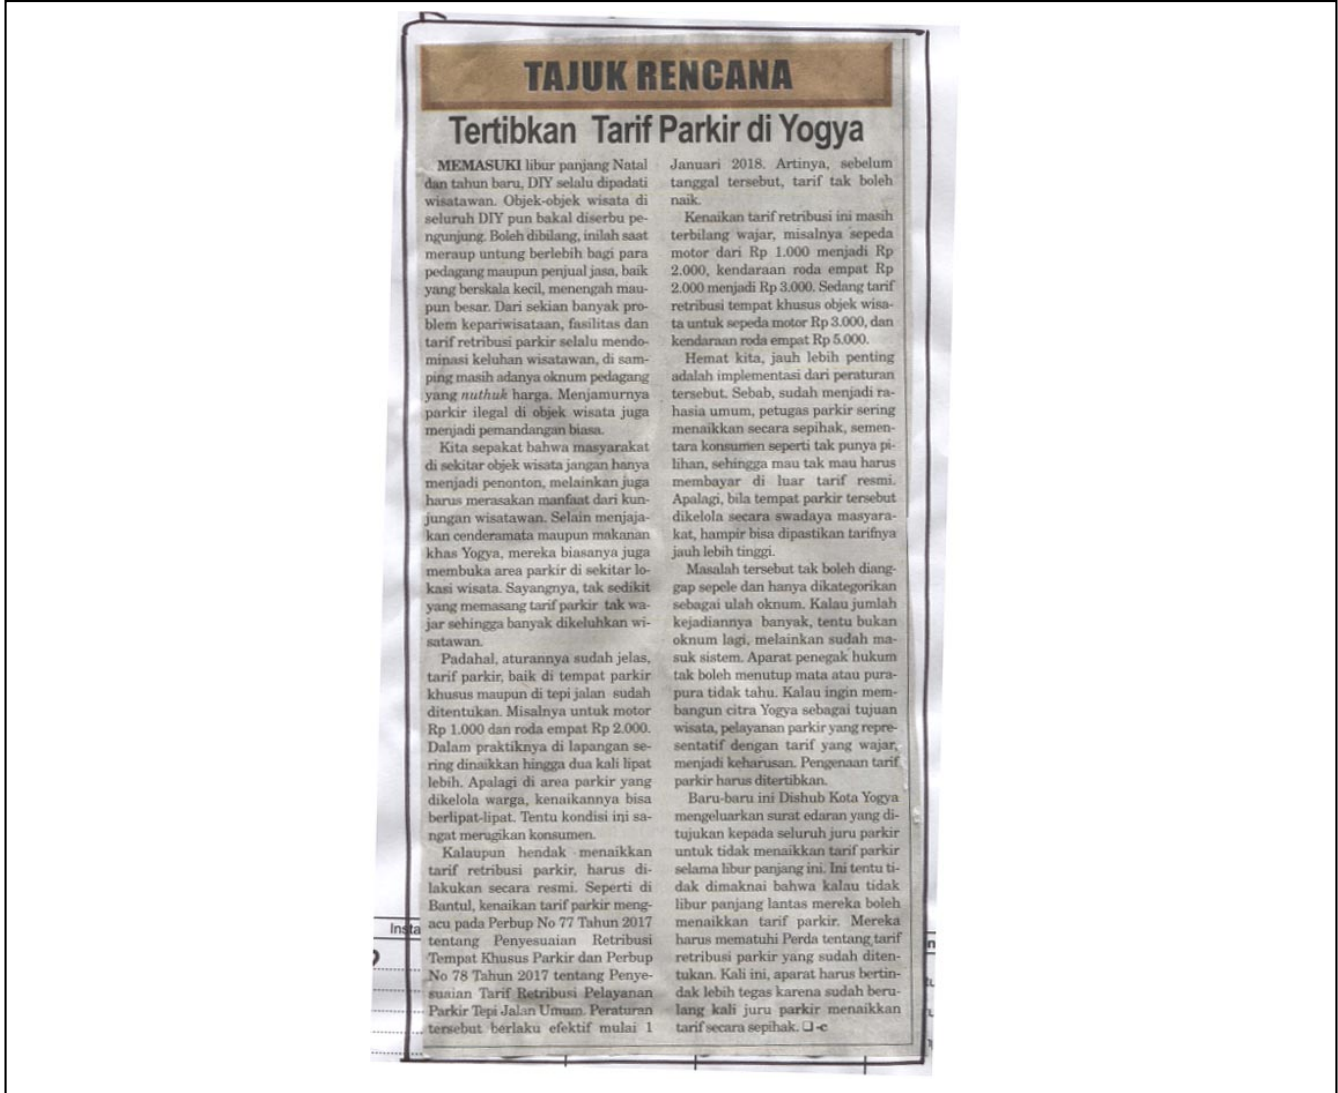 TAJUK RENCANA
Tertibkan Tarif Parkir di Yogya
MEMASUKI libur panjang Natal
dan tahun baru, DIY selalu dipadati
wisatawan. Objek-objek wisata di
seluruh DIY pun bakal diserbu pe-
ngunjung. Boleh dibilang, inilah saat
meraup untung berlebih bagi para
pedagang maupun penjual jasa, baik
yang berskala kecil, menengah mau-
pun besar. Dari sekian banyak pro-
blem kepariwisataan, fasilitas dan
tarif retribusi parkir selalu mendo-
minasi keluhan wisatawan, di sam-
ping masih adanya oknum pedagang
yang nuthuk harga. Menjamurnya
parkir ilegal di objek wisata juga
menjadi pemandangan biasa.
Kita sepakat bahwa masyarakat
di sekitar objek wisata jangan hanya
menjadi penonton, melainkan juga
harus merasakan manfaat dari kun-
jungan wisatawan. Selain menjaja-
kan cenderamata maupun makanan
khas Yogya, mereka biasanya juga
membuka area parkir di sekitar lo-
kasi wisata. Sayangnya, tak sedikit
yang memasang tarif parkir tak wa-
jar sehingga banyak dikeluhkan wi-
satawan.
Padahal, aturannya sudah jelas,
tarif parkir, baik di tempat parkir
khusus maupun di tepi jalan sudah
ditentukan. Misalnya untuk motor
Rp 1.000 dan roda empat Rp 2.000.
Dalam praktiknya di lapangan se-
ring dinaikkan hingga dua kali lipat
lebih. Apalagi di area parkir yang
dikelola warga, kenaikannya bisa
berlipat-lipat. Tentu kondisi ini sa-
ngat merugikan konsumen.
Kalaupun hendak menaikkan
tarif retribusi parkir, harus di-
lakukan secara resmi. Seperti di
Bantul, kenaikan tarif parkir meng-
acu pada Perbup No 77 Tahun 2017
tentang Penyesuaian Retribusi
Tempat Khusus Parkir dan Perbup
No 78 Tahun 2017 tentang Penye-
suaian Tarif Retribusi Pelayanan
Parkir Tepi Jalan Umum. Peraturan
tersebut berlaku efektif mulai 1
Januari 2018. Artinya, sebelum
tanggal tersebut, tarif tak boleh
naik.
Kenaikan tarif retribusi ini masih
terbilang wajar, misalnya sepeda
motor dari Rp 1.000 menjadi Rp
2.000, kendaraan roda empat Rp
2.000 menjadi Rp 3.000. Sedang tarif
retribusi tempat khusus objek wisa-
ta untuk sepeda motor Rp 3.000, dan
kendaraan roda empat Rp 5.000.
Hemat kita, jauh lebih penting
adalah implementasi dari peraturan
tersebut. Sebab, sudah menjadi ra-
hasia umum, petugas parkir sering
menaikkan secara sepihak, semen-
tara konsumen seperti tak punya pi-
lihan, sehingga mau tak mau harus
membayar di luar tarif resmi.
Apalagi, bila tempat parkir tersebut
dikelola secara swadaya masyara-
kat, hampir bisa dipastikan tarifnya
jauh lebih tinggi.
Masalah tersebut tak boleh diang-
gap sepele dan hanya dikategorikan
sebagai ulah oknum. Kalau jumlah
kejadiannya banyak, tentu bukan
oknum lagi, melainkan sudah ma-
suk sistem. Aparat penegak hukum
tak boleh menutup mata atau pura-
pura tidak tahu. Kalau ingin mem-
bangun citra Yogya sebagai tujuan
wisata, pelayanan parkir yang repre-
sentatif dengan tarif yang wajar,
menjadi keharusan. Pengenaan tarif
parkir harus ditertibkan.
Baru-baru ini Dishub Kota Yogya
mengeluarkan surat edaran yang di-
tujukan kepada seluruh juru parkir
untuk tidak menaikkan tarif parkir
selama libur panjang ini. Ini tentu ti-
dak dimaknai bahwa kalau tidak
libur panjang lantas mereka boleh
menaikkan tarif parkir. Mereka
harus mematuhi Perda tentang tarif
retribusi parkir yang sudah diten-
tukan. Kali ini, aparat harus bertin-
dak lebih tegas karena sudah beru-
lang kali juru parkir menaikkan
tarif secara sepihak. ❑ -c
Insta